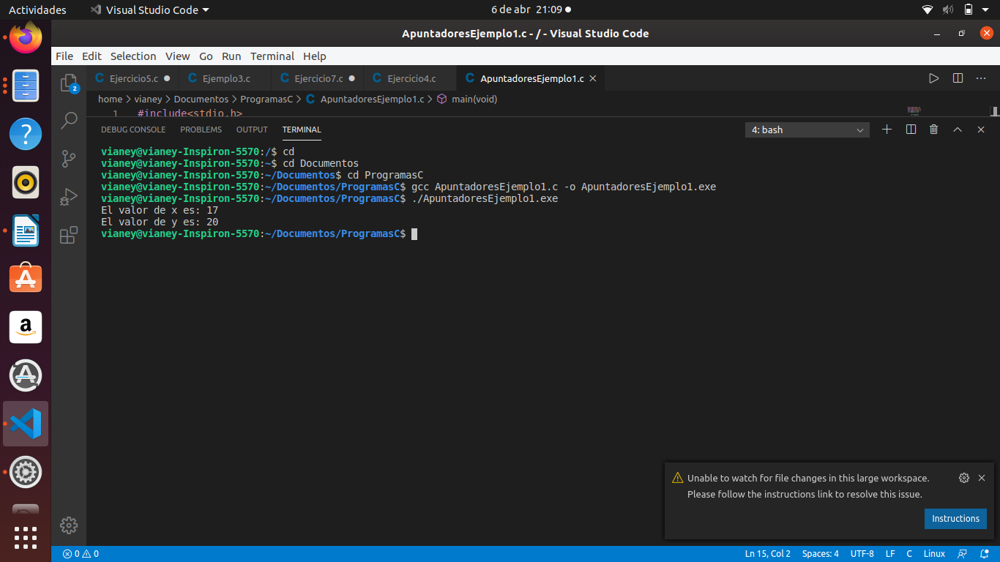 Actividades Visual Studio Code 6 de abr 21:09
ApuntadoresEjemplo1.c - / - Visual Studio Code
File Edit Selection View Go Run Terminal Help
2
C Ejercicio5.c C Ejemplo3.c C Ejercicio7.c C Ejercicio4.c C ApuntadoresEjemplo1.c
home > vianey > Documentos > ProgramasC > C ApuntadoresEjemplo1.c > main(void)
1 #include<stdio.h>
DEBUG CONSOLE PROBLEMS OUTPUT TERMINAL 4: bash
vianey@vianey-Inspiron-5570:/$ cd
vianey@vianey-Inspiron-5570:~$ cd Documentos
vianey@vianey-Inspiron-5570:~/Documentos$ cd ProgramasC
vianey@vianey-Inspiron-5570:~/Documentos/ProgramasC$ gcc ApuntadoresEjemplo1.c -o ApuntadoresEjemplo1.exe
vianey@vianey-Inspiron-5570:~/Documentos/ProgramasC$ ./ApuntadoresEjemplo1.exe
El valor de x es: 17
El valor de y es: 20
vianey@vianey-Inspiron-5570:~/Documentos/ProgramasC$
Unable to watch for file changes in this large workspace.
Please follow the instructions link to resolve this issue.
Instructions
0 0 Ln 15, Col 2 Spaces: 4 UTF-8 LF C Linux